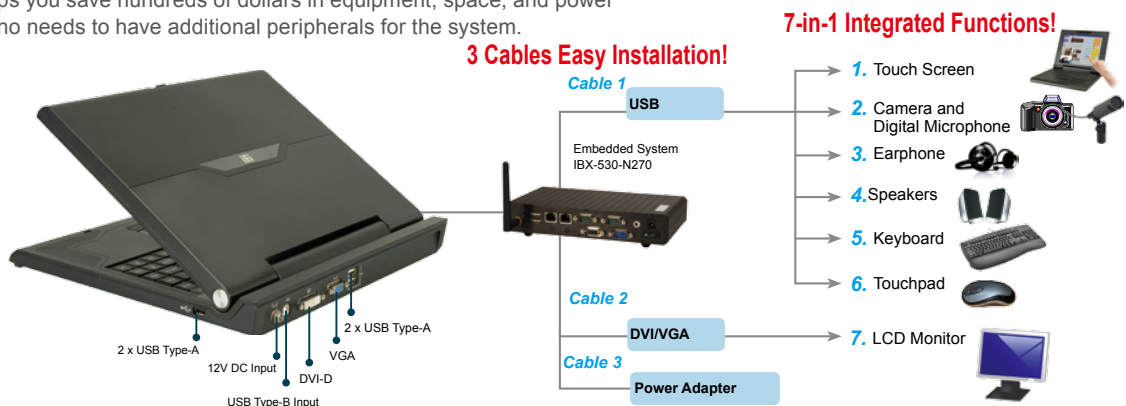 ps you save hundreds of dollars in equipment, space, and power
no needs to have additional peripherals for the system.
7-in-1 Integrated Functions!
3 Cables Easy Installation!
Cable 1
USB
Embedded System
IBX-530-N270
1. Touch Screen
2. Camera and
Digital Microphone
3. Earphone
4.Speakers
5. Keyboard
6. Touchpad
Cable 2
DVI/VGA
7. LCD Monitor
Cable 3
Power Adapter
2 x USB Type-A
12V DC Input
USB Type-B Input
DVI-D
VGA
2 x USB Type-A